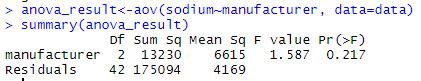 > anova_result<-aov(sodium~manufacturer, data=data)
> summary(anova_result)
Df Sum Sq Mean Sq F value Pr(>F)
manufacturer 2 13230 6615 1.587 0.217
Residuals 42 175094 4169